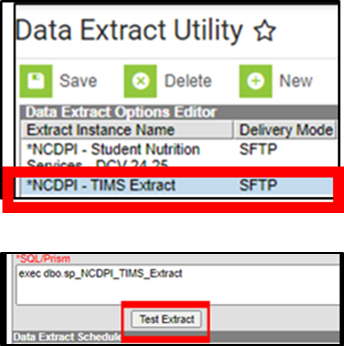 Data Extract Utility ☆
Save Delete New
Data Extract Options Editor
Extract Instance Name Delivery Mode
*NCDPI - Student Nutrition SFTP
Services - DCV 24-25
*NCDPI - TIMS Extract SFTP
*SQL/Prism
exec dbo.sp_NCDPI_TIMS_Extract
Test Extract
Data Extract Schedule